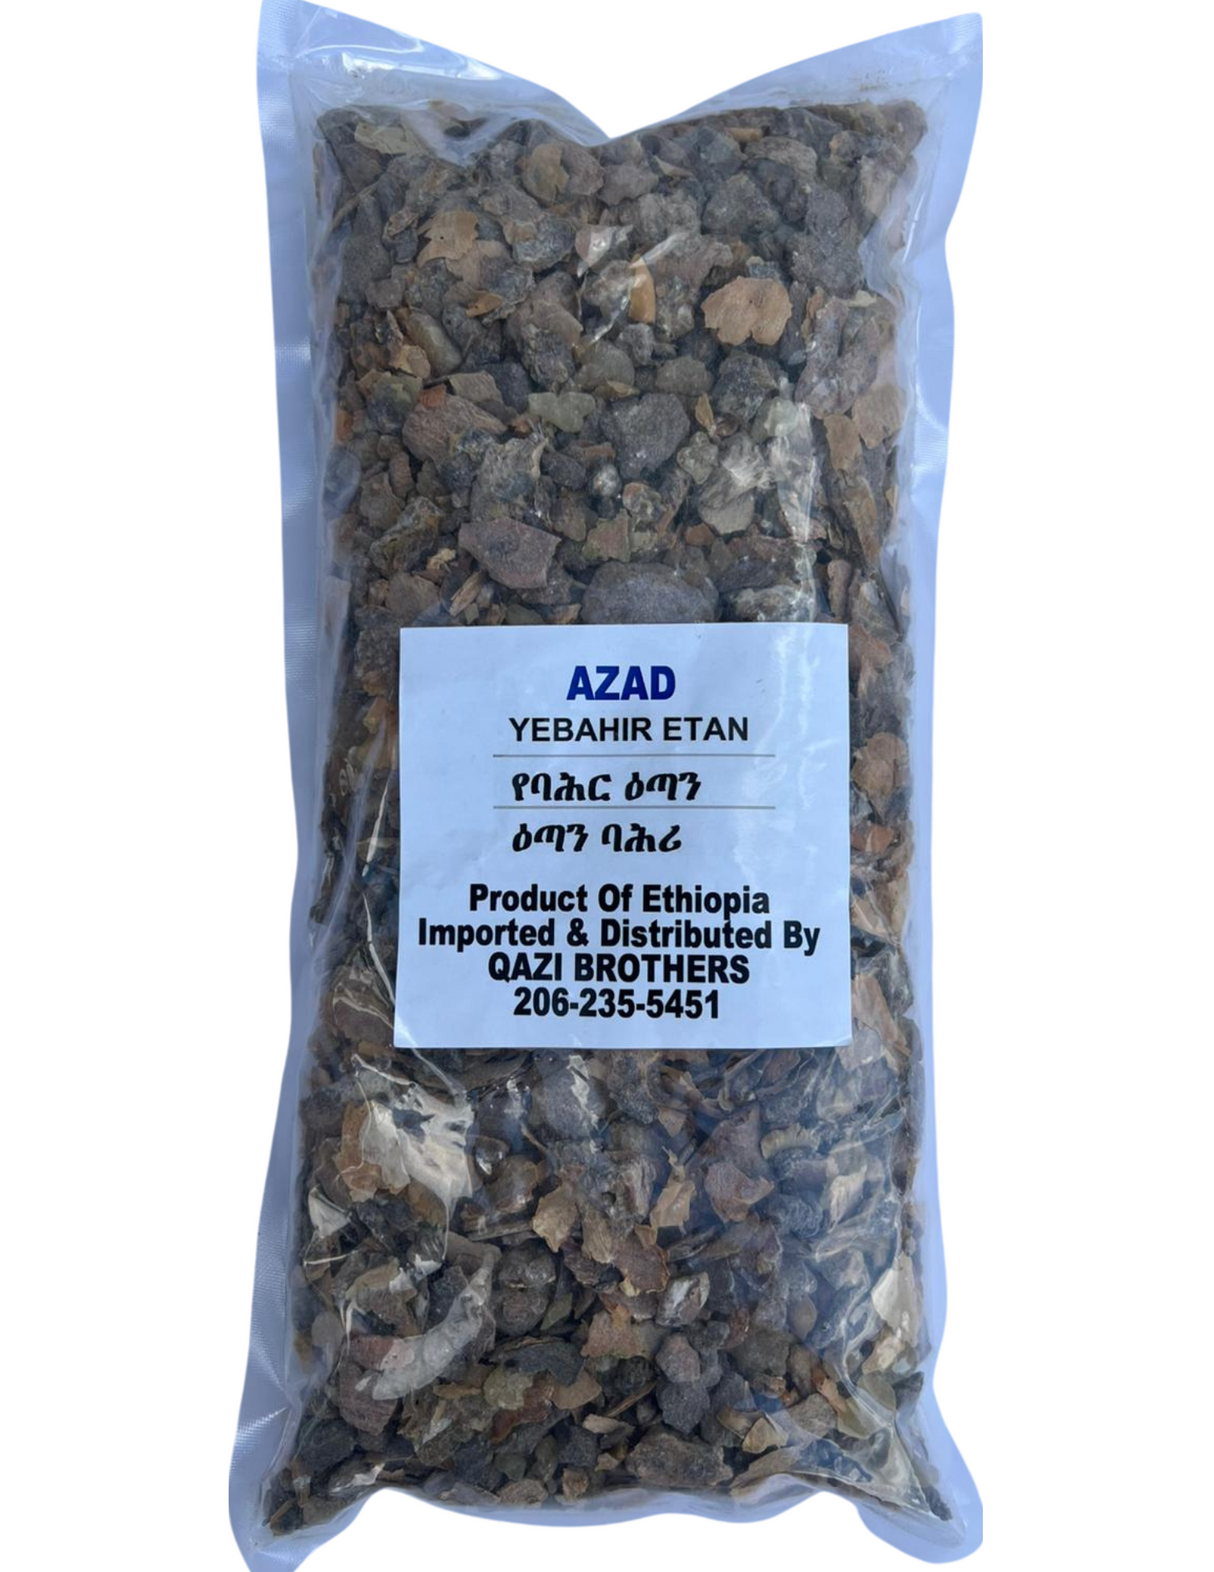 AZAD
YEBAHIR ETAN
የባሕር ዕጣን
ዕጣን ባሕሪ
Product Of Ethiopia
Imported & Distributed By
QAZI BROTHERS
206-235-5451